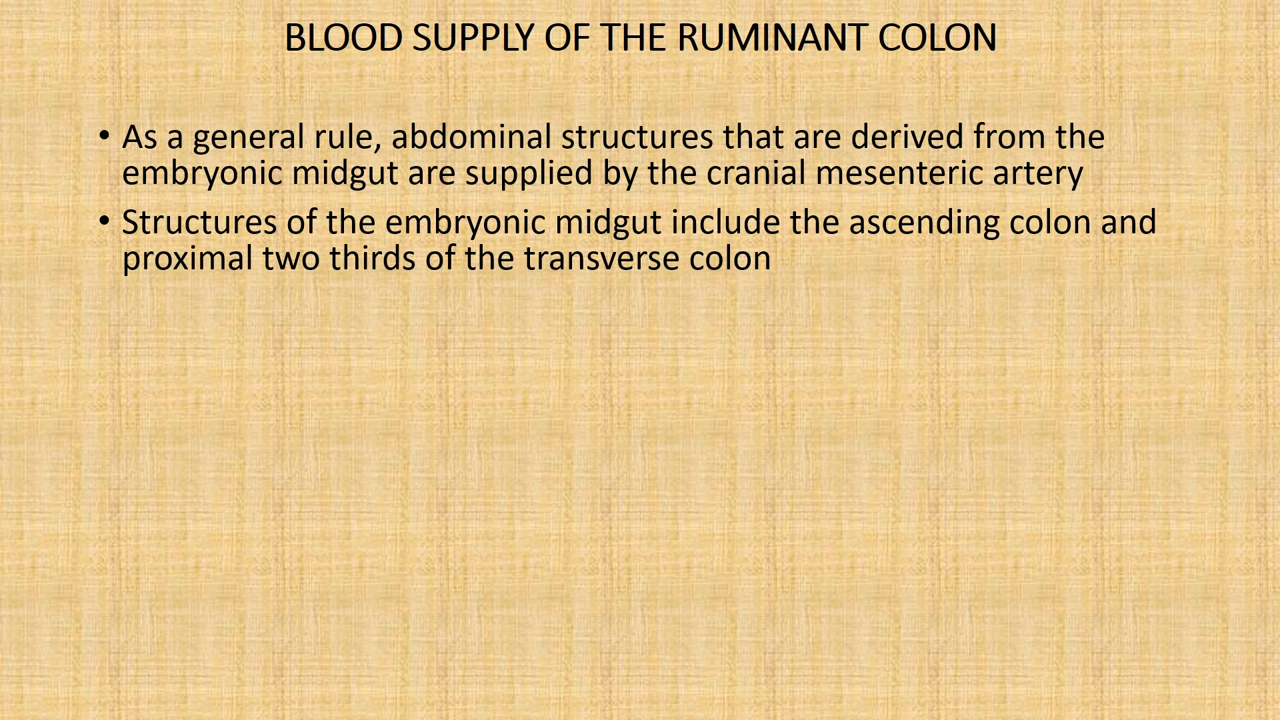 BLOOD SUPPLY OF THE RUMINANT COLON
• As a general rule, abdominal structures that are derived from the
embryonic midgut are supplied by the cranial mesenteric artery
• Structures of the embryonic midgut include the ascending colon and
proximal two thirds of the transverse colon